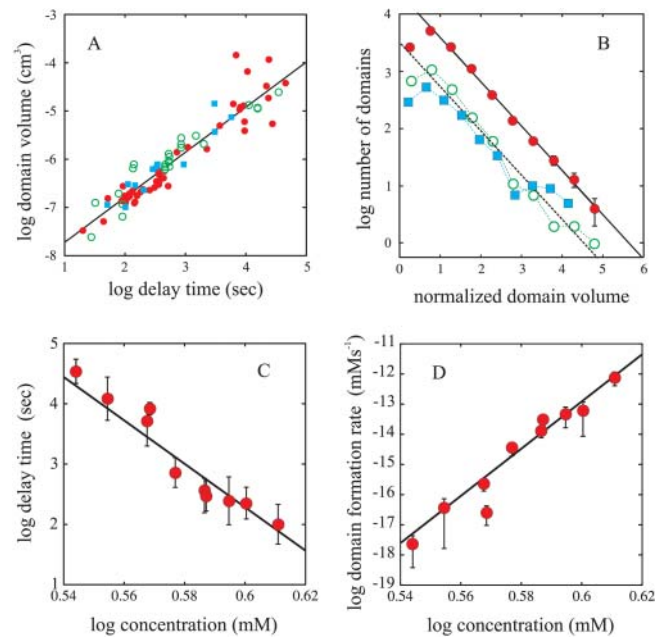 A
log domain volume (cm³)
-3
-4
-5
-6
-7
-8
1 2 3 4 5
log delay time (sec)
B
log number of domains
4
3
2
1
0
0 1 2 3 4 5 6
normalized domain volume
C
log delay time (sec)
5
4
3
2
1
0.54 0.56 0.58 0.6 0.62
log concentration (mM)
D
log domain formation rate (mMs⁻¹)
-11
-12
-13
-14
-15
-16
-17
-18
-19
0.54 0.56 0.58 0.6 0.62
log concentration (mM)